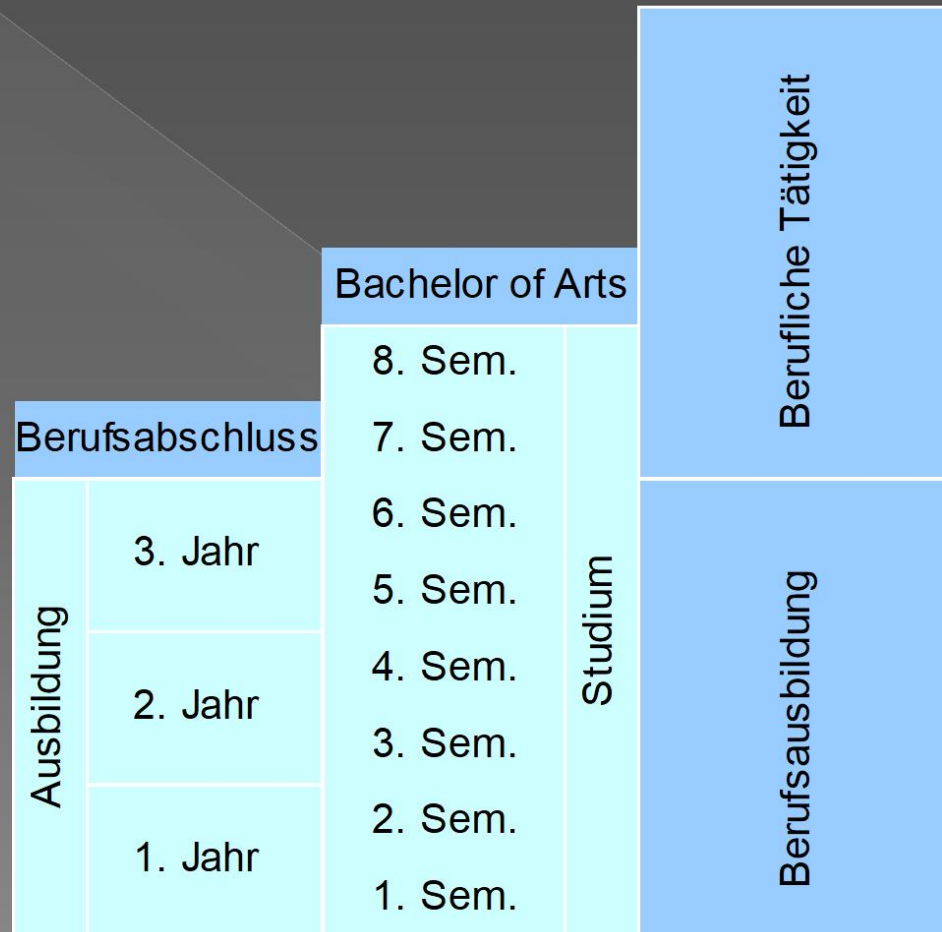 Berufliche Tätigkeit
Bachelor of Arts
8. Sem.
Berufsabschluss
7. Sem.
6. Sem.
3. Jahr
5. Sem.
Ausbildung
Studium
Berufsausbildung
4. Sem.
2. Jahr
3. Sem.
2. Sem.
1. Jahr
1. Sem.